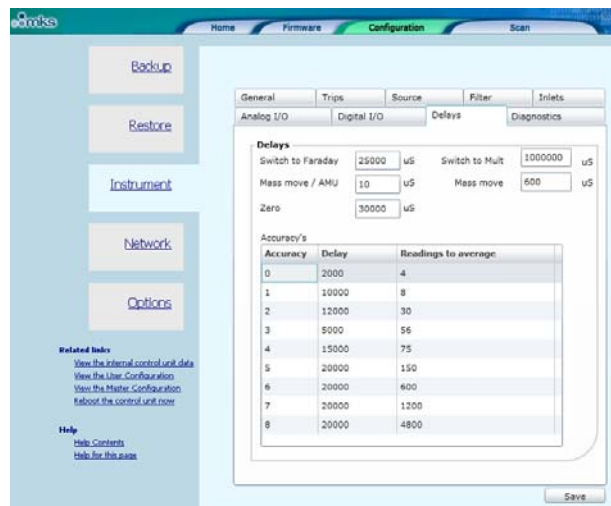 mks
Home Firmware Configuration Scan
Backup
Restore
Instrument
Network
Options
Related links
View the internal control unit data
View the User Configuration
View the Master Configuration
Reboot the control unit now
Help
Help Contents
Help for this page
General Trips Source Filter Inlets
Analog I/O Digital I/O Delays Diagnostics
Delays
Switch to Faraday 25000 uS Switch to Mult 1000000 uS
Mass move / AMU 10 uS Mass move 600 uS
Zero 30000 uS
Accuracy's
Accuracy Delay Readings to average
0 2000 4
1 10000 8
2 12000 30
3 5000 56
4 15000 75
5 20000 150
6 20000 600
7 20000 1200
8 20000 4800
Save